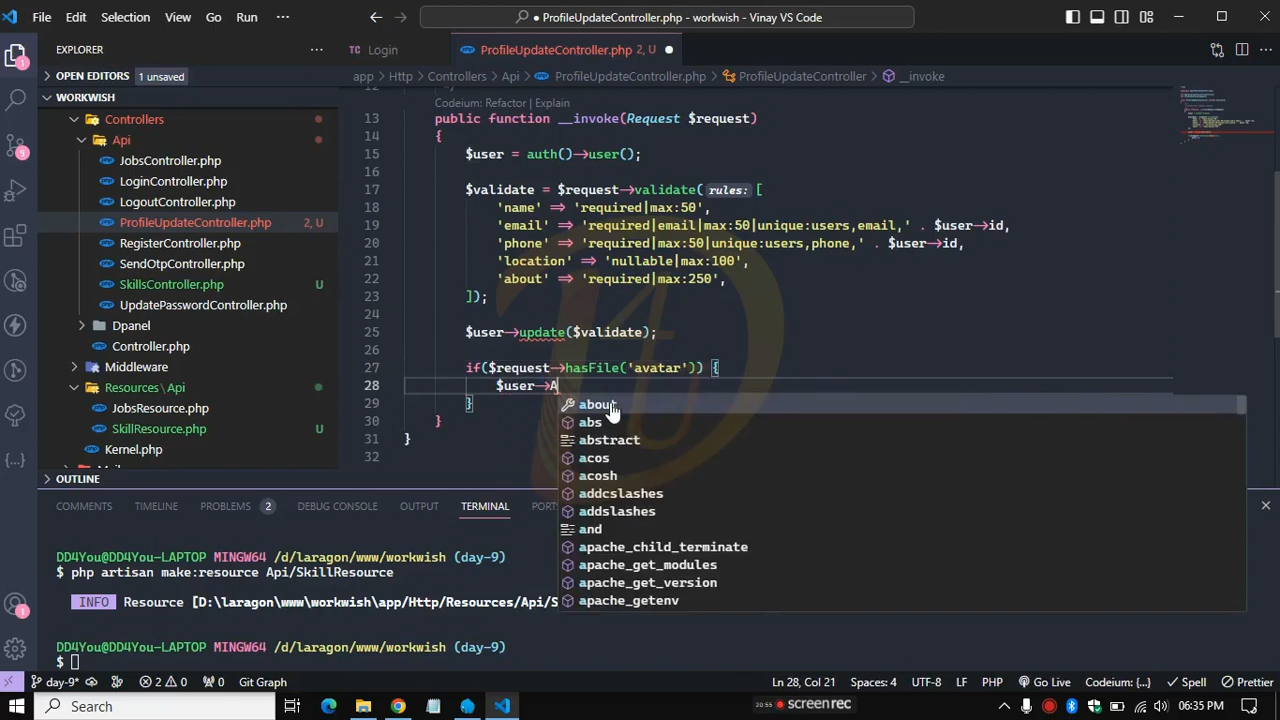 File Edit Selection View Go Run ··· ProfileUpdateController.php - workwish - Vinay VS Code
EXPLORER ··· Login ProfileUpdateController.php 2, U
OPEN EDITORS 1 unsaved
app > Http > Controllers > Api > ProfileUpdateController.php > ProfileUpdateController > __invoke
WORKWISH
Controllers
Api
JobsController.php
LoginController.php
LogoutController.php
ProfileUpdateController.php 2, U
RegisterController.php
SendOtpController.php
SkillsController.php U
UpdatePasswordController.php
Dpanel
Controller.php
Middleware
Resources\Api
JobsResource.php
SkillResource.php U
Kernel.php
OUTLINE
12
Codeium: Refactor | Explain
13 public function __invoke(Request $request)
14 {
15 $user = auth()->user();
16
17 $validate = $request->validate(rules: [
18 'name' => 'required|max:50',
19 'email' => 'required|email|max:50|unique:users,email,' . $user->id,
20 'phone' => 'required|max:50|unique:users,phone,' . $user->id,
21 'location' => 'nullable|max:100',
22 'about' => 'required|max:250',
23 ]);
24
25 $user->update($validate);
26
27 if($request->hasFile('avatar')) {
28 $user->A
29 }
30 }
31 }
32
about
abs
abstract
acos
acosh
addcslashes
addslashes
and
apache_child_terminate
apache_get_modules
apache_get_version
apache_getenv
COMMENTS TIMELINE PROBLEMS 2 DEBUG CONSOLE OUTPUT TERMINAL
DD4You@DD4You-LAPTOP MINGW64 /d/laragon/www/workwish (day-9)
$ php artisan make:resource Api/SkillResource
INFO Resource [D:\laragon\www\workwish\app/Http/Resources/Api/S
DD4You@DD4You-LAPTOP MINGW64 /d/laragon/www/workwish (day-9)
$
day-9* 2 0 0 Git Graph Ln 28, Col 21 Spaces: 4 UTF-8 LF PHP Go Live Codeium: {...} Spell Prettier
Search 20:55 screenrec 06:35 PM